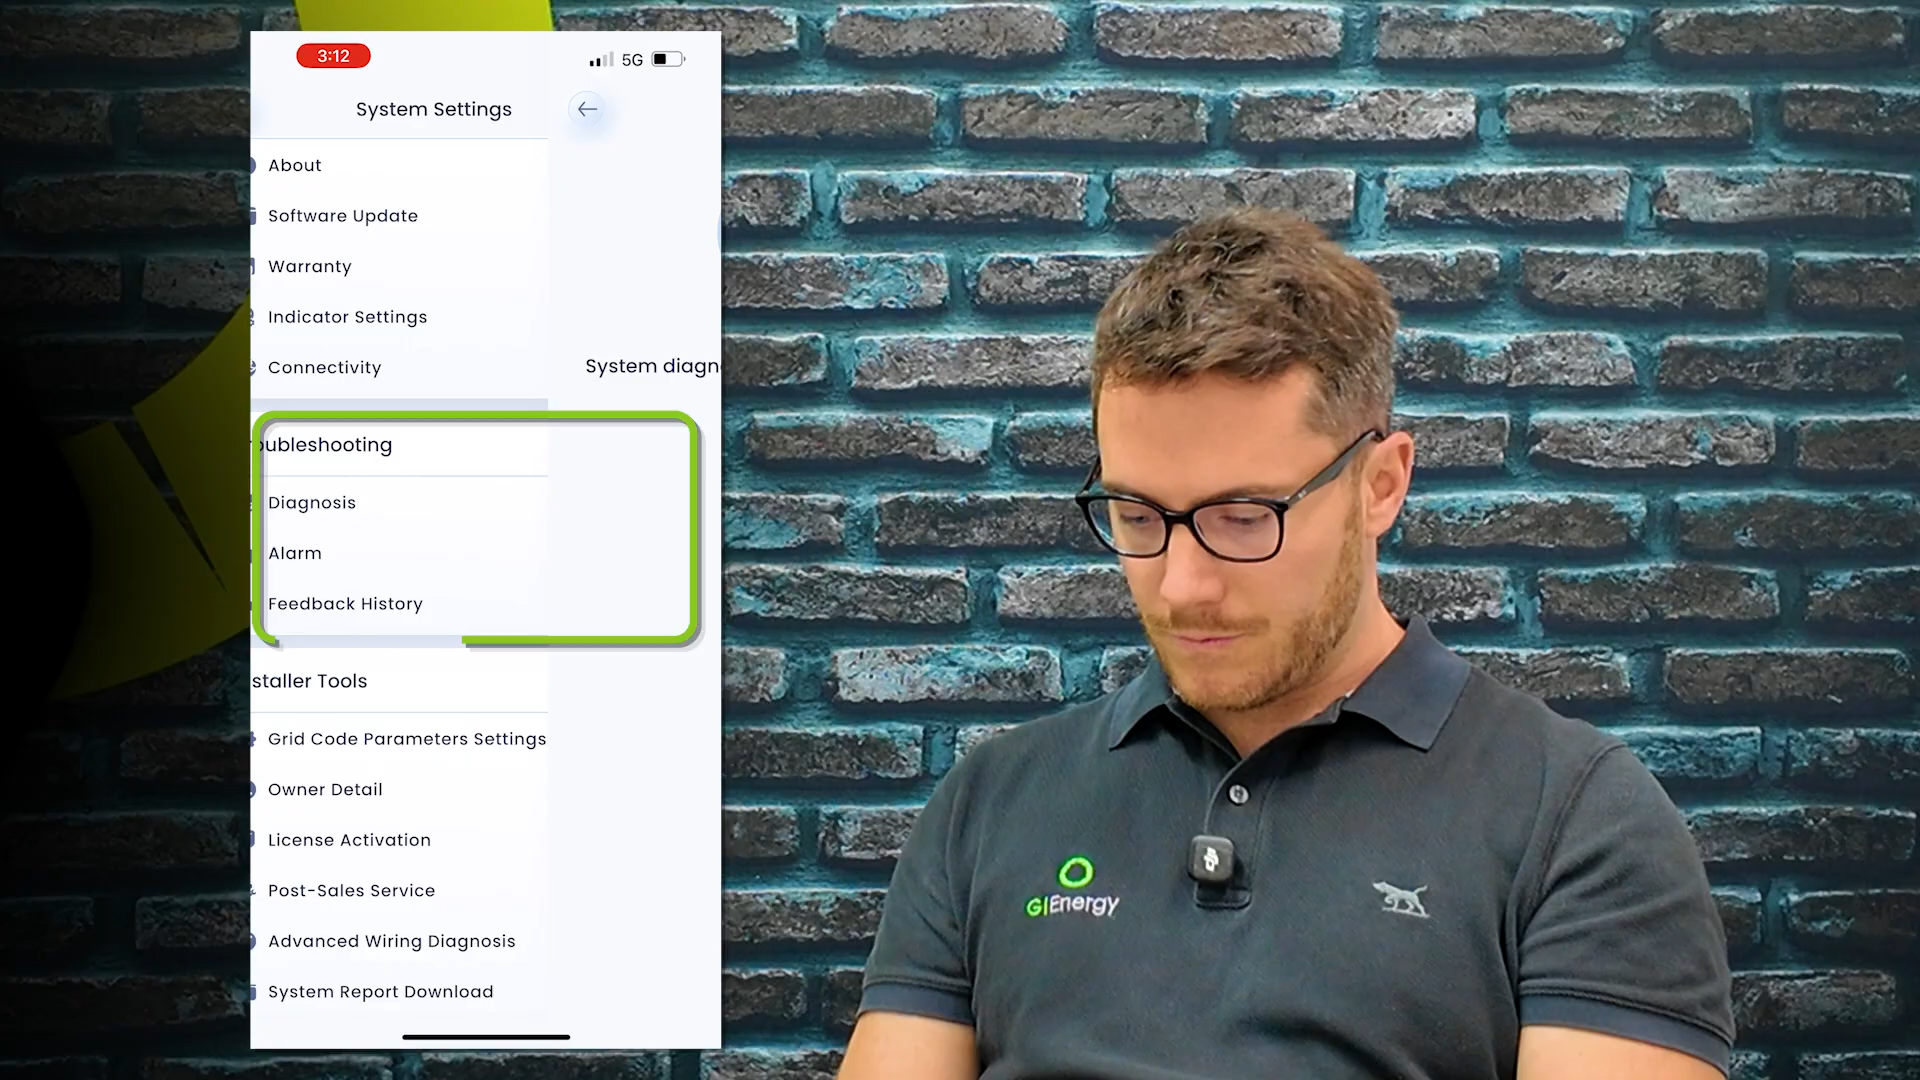 3:12
5G
System Settings
About
Software Update
Warranty
Indicator Settings
Connectivity
System diagn
oubleshooting
Diagnosis
Alarm
Feedback History
staller Tools
Grid Code Parameters Settings
Owner Detail
License Activation
Post-Sales Service
Advanced Wiring Diagnosis
System Report Download
GIEnergy